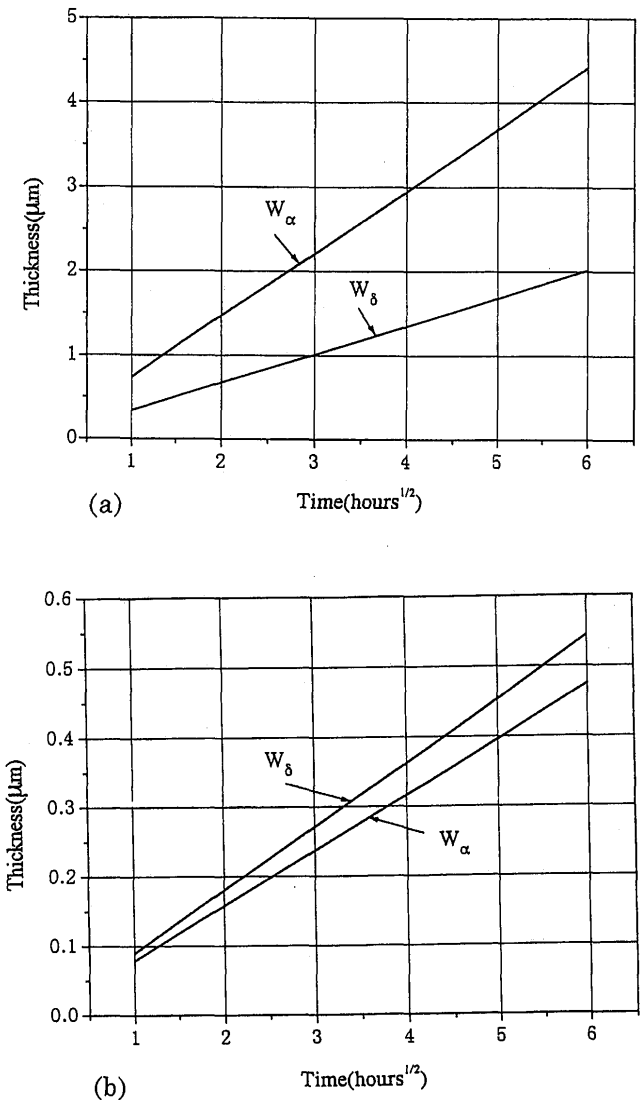 5
4
3
2
1
0
Thickness(μm)
W_α
W_δ
1 2 3 4 5 6
Time(hours^1/2)
(a)
0.6
0.5
0.4
0.3
0.2
0.1
0.0
Thickness(μm)
W_δ
W_α
1 2 3 4 5 6
Time(hours^1/2)
(b)